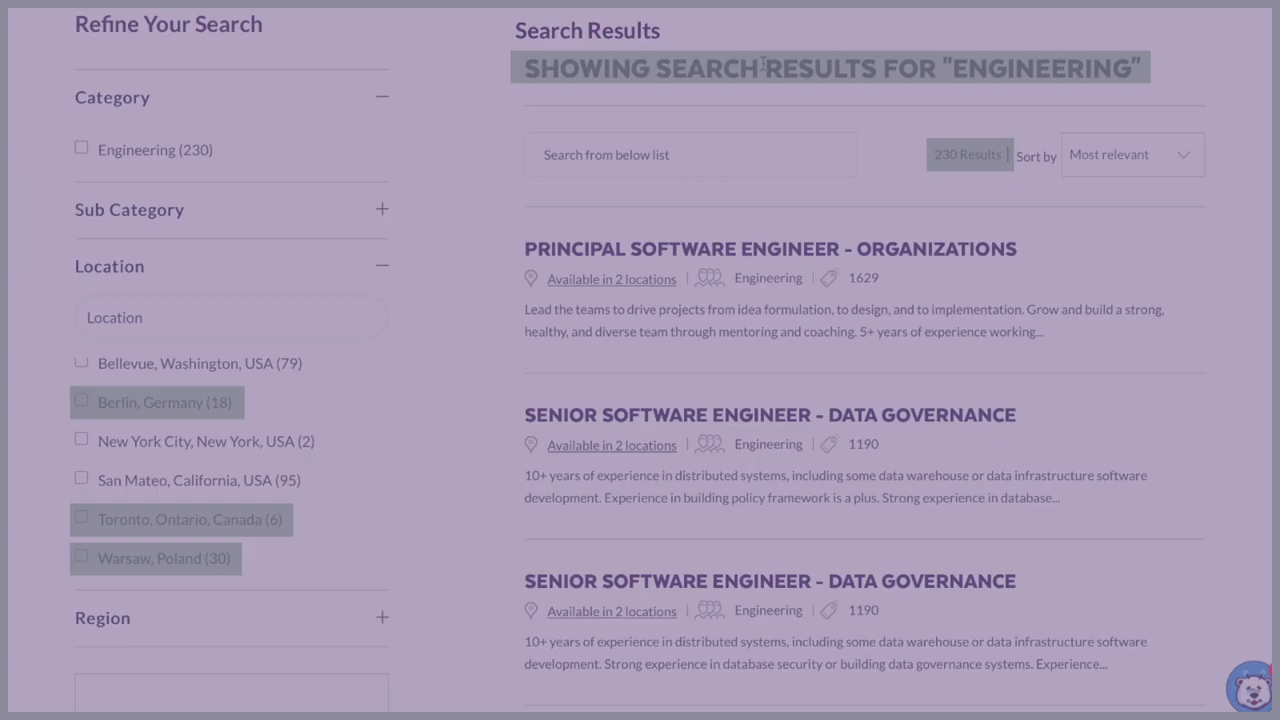 Refine Your Search
Category
Engineering (230)
Sub Category
Location
Location
Bellevue, Washington, USA (79)
Berlin, Germany (18)
New York City, New York, USA (2)
San Mateo, California, USA (95)
Toronto, Ontario, Canada (6)
Warsaw, Poland (30)
Region
Search Results
SHOWING SEARCH RESULTS FOR "ENGINEERING"
Search from below list
230 Results | Sort by Most relevant
PRINCIPAL SOFTWARE ENGINEER - ORGANIZATIONS
Available in 2 locations | Engineering | 1629
Lead the teams to drive projects from idea formulation, to design, and to implementation. Grow and build a strong,
healthy, and diverse team through mentoring and coaching. 5+ years of experience working...
SENIOR SOFTWARE ENGINEER - DATA GOVERNANCE
Available in 2 locations | Engineering | 1190
10+ years of experience in distributed systems, including some data warehouse or data infrastructure software
development. Experience in building policy framework is a plus. Strong experience in database...
SENIOR SOFTWARE ENGINEER - DATA GOVERNANCE
Available in 2 locations | Engineering | 1190
10+ years of experience in distributed systems, including some data warehouse or data infrastructure software
development. Strong experience in database security or building data governance systems. Experience...